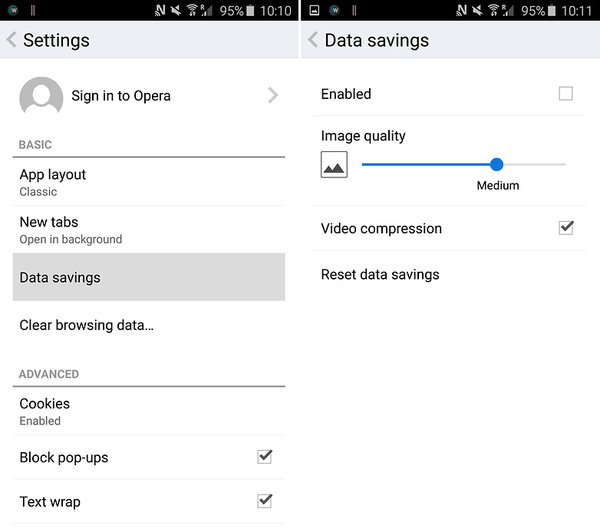 95% 10:10
Settings
Sign in to Opera
BASIC
App layout
Classic
New tabs
Open in background
Data savings
Clear browsing data...
ADVANCED
Cookies
Enabled
Block pop-ups
Text wrap
95% 10:11
Data savings
Enabled
Image quality
Medium
Video compression
Reset data savings